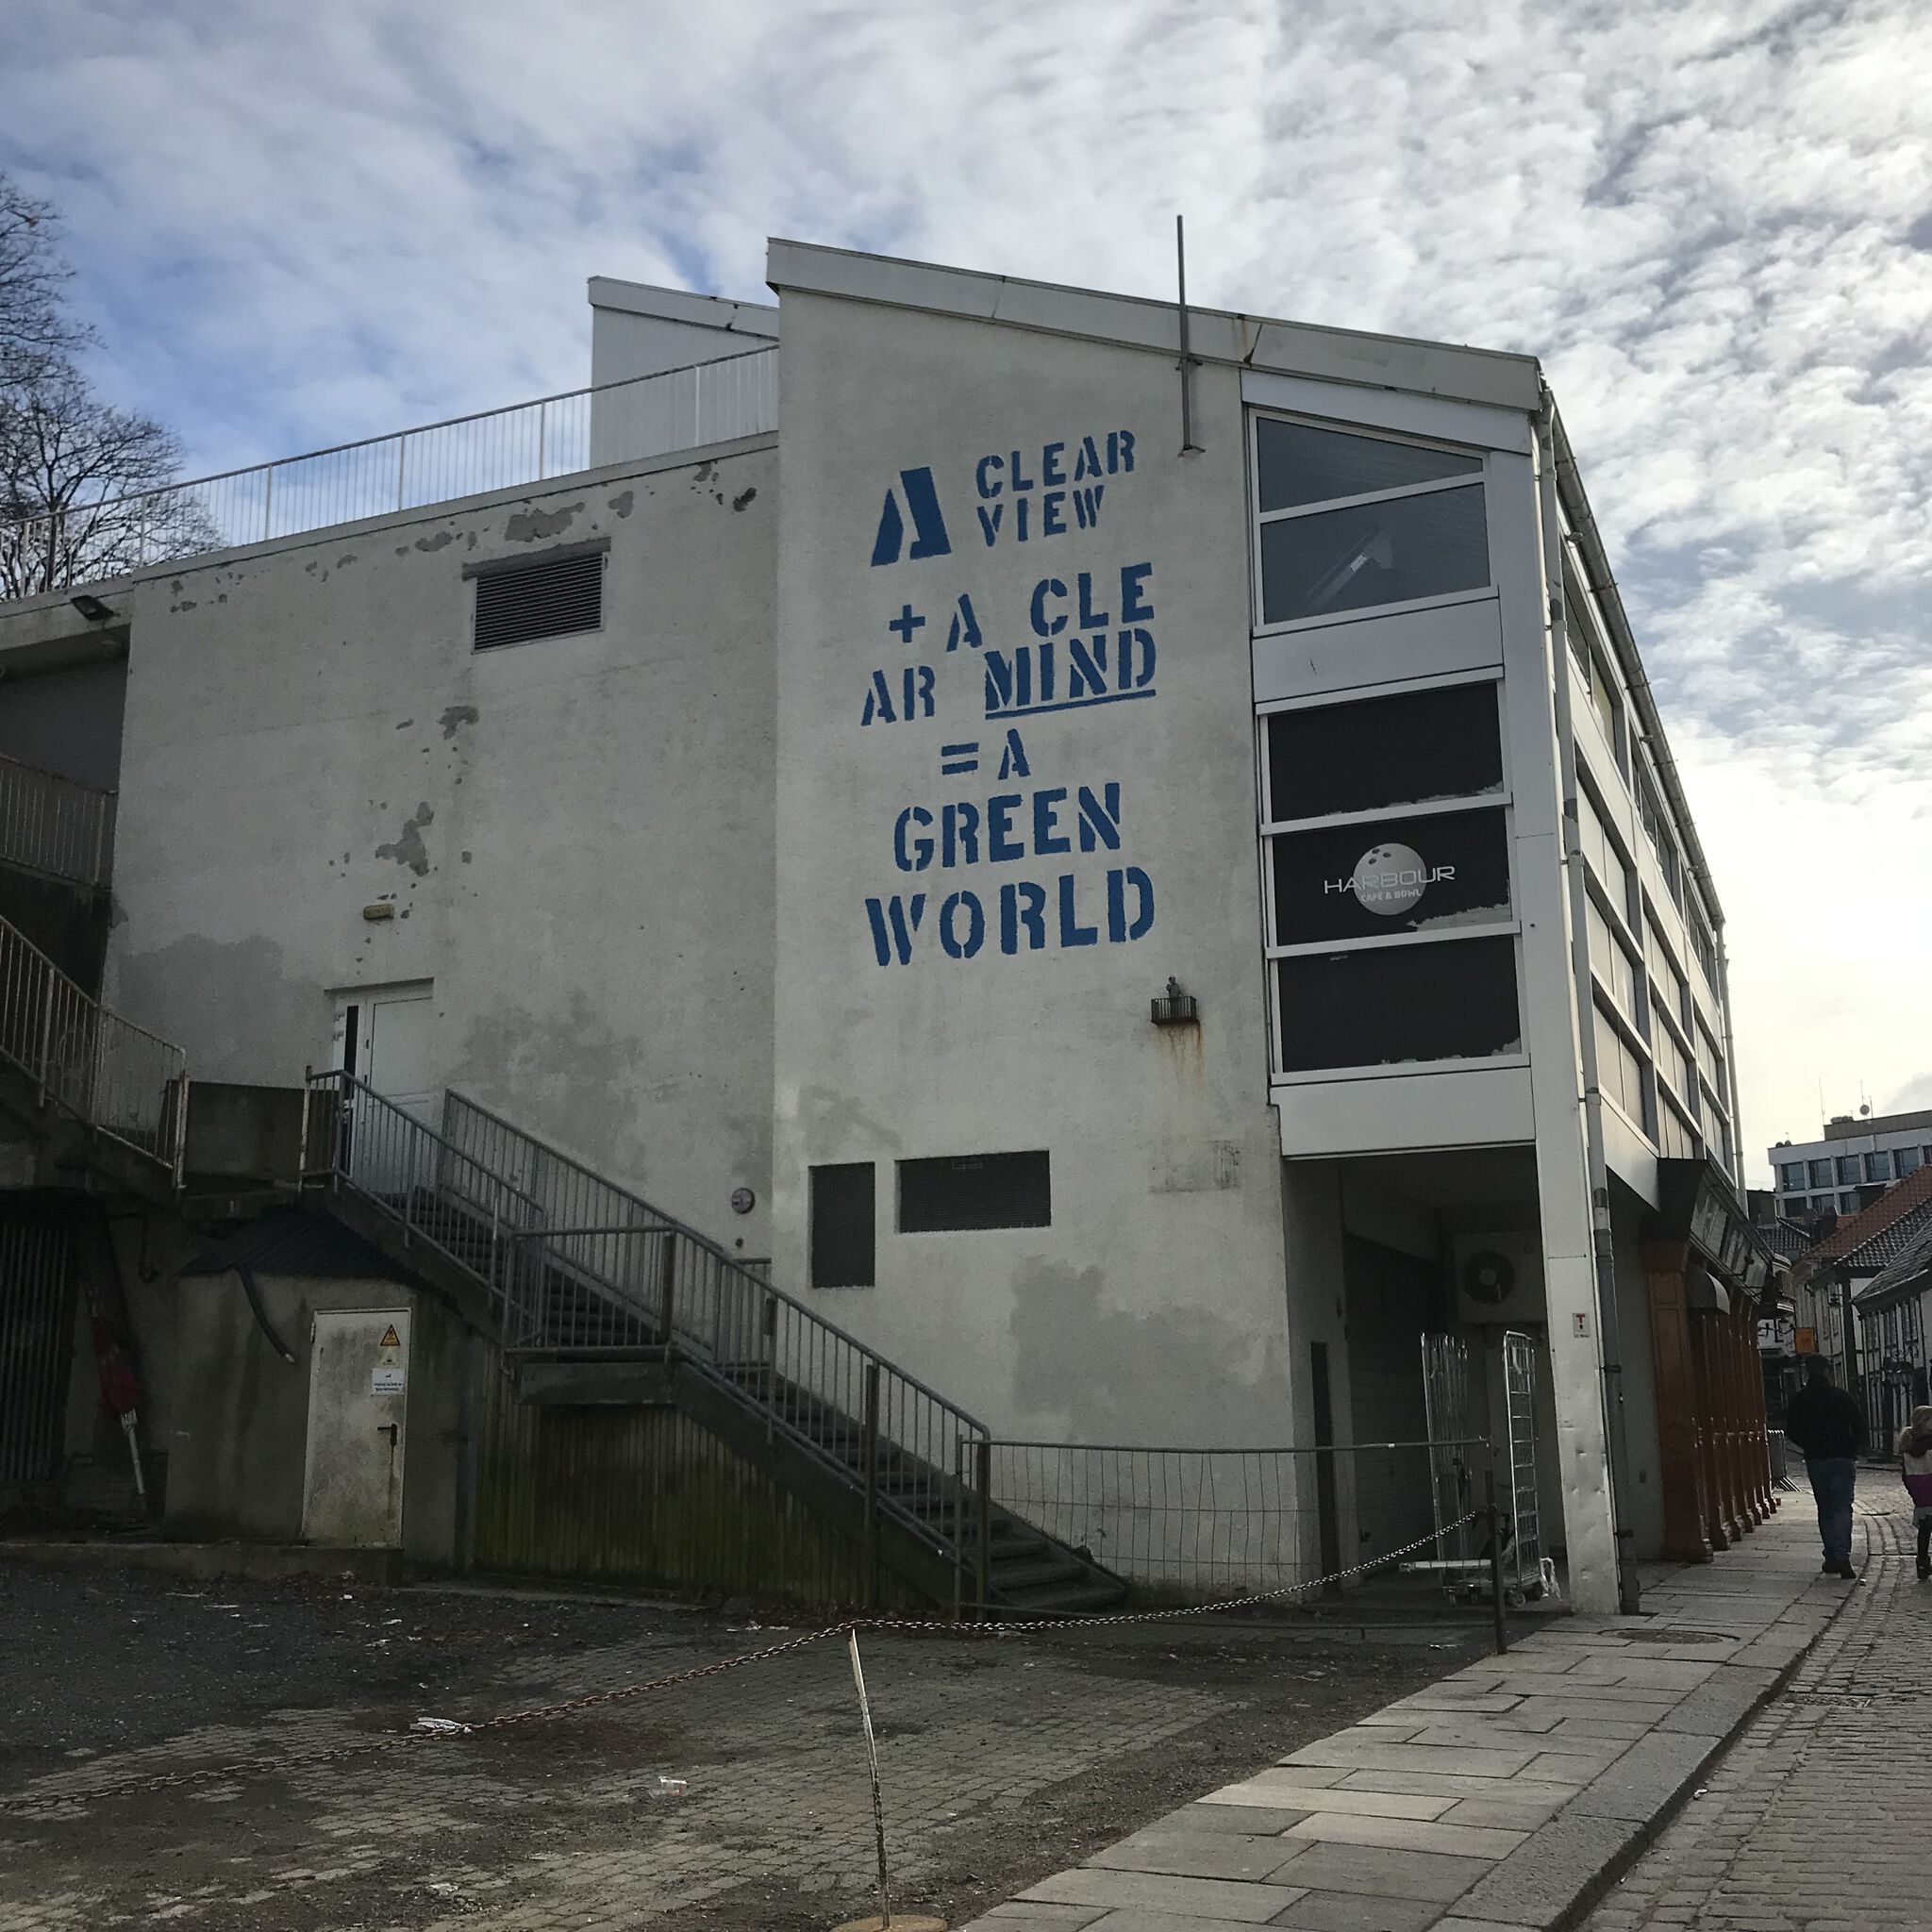 A CLEAR
VIEW
+ A CLE
AR MIND
= A
GREEN
WORLD
HARBOUR
CAFÉ & BOWL